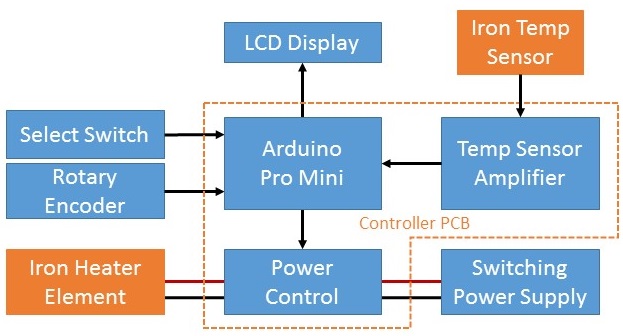 LCD Display
Iron Temp
Sensor
Select Switch
Arduino
Pro Mini
Temp Sensor
Amplifier
Rotary
Encoder
Controller PCB
Iron Heater
Element
Power
Control
Switching
Power Supply